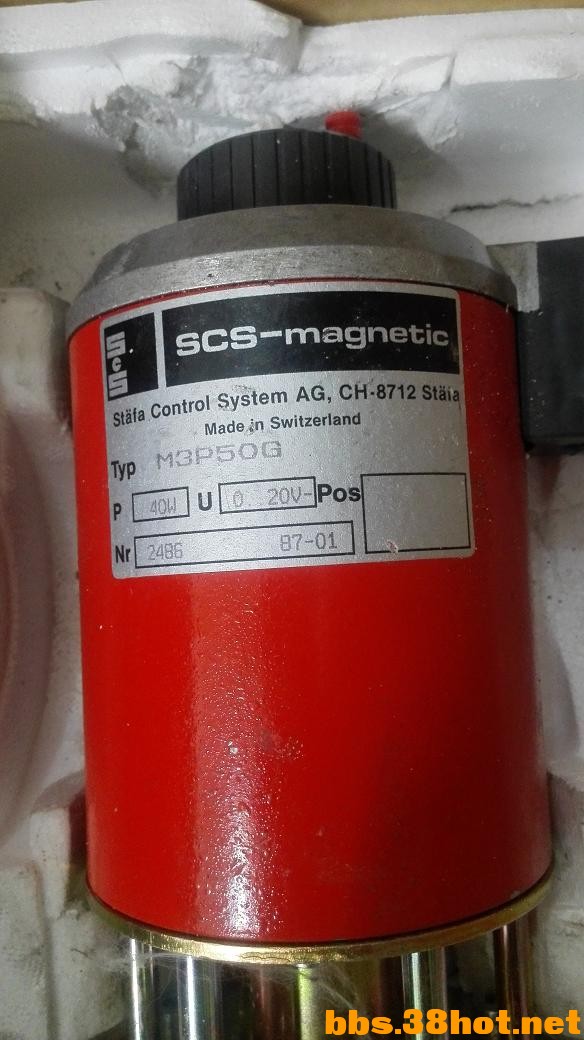 SCS
SCS-magnetic
Stäfa Control System AG, CH-8712 Stäfa
Made in Switzerland
Typ M3P50G
P 40W U 0 20V- Pos
Nr 2486 87-01
bbs.38hot.net